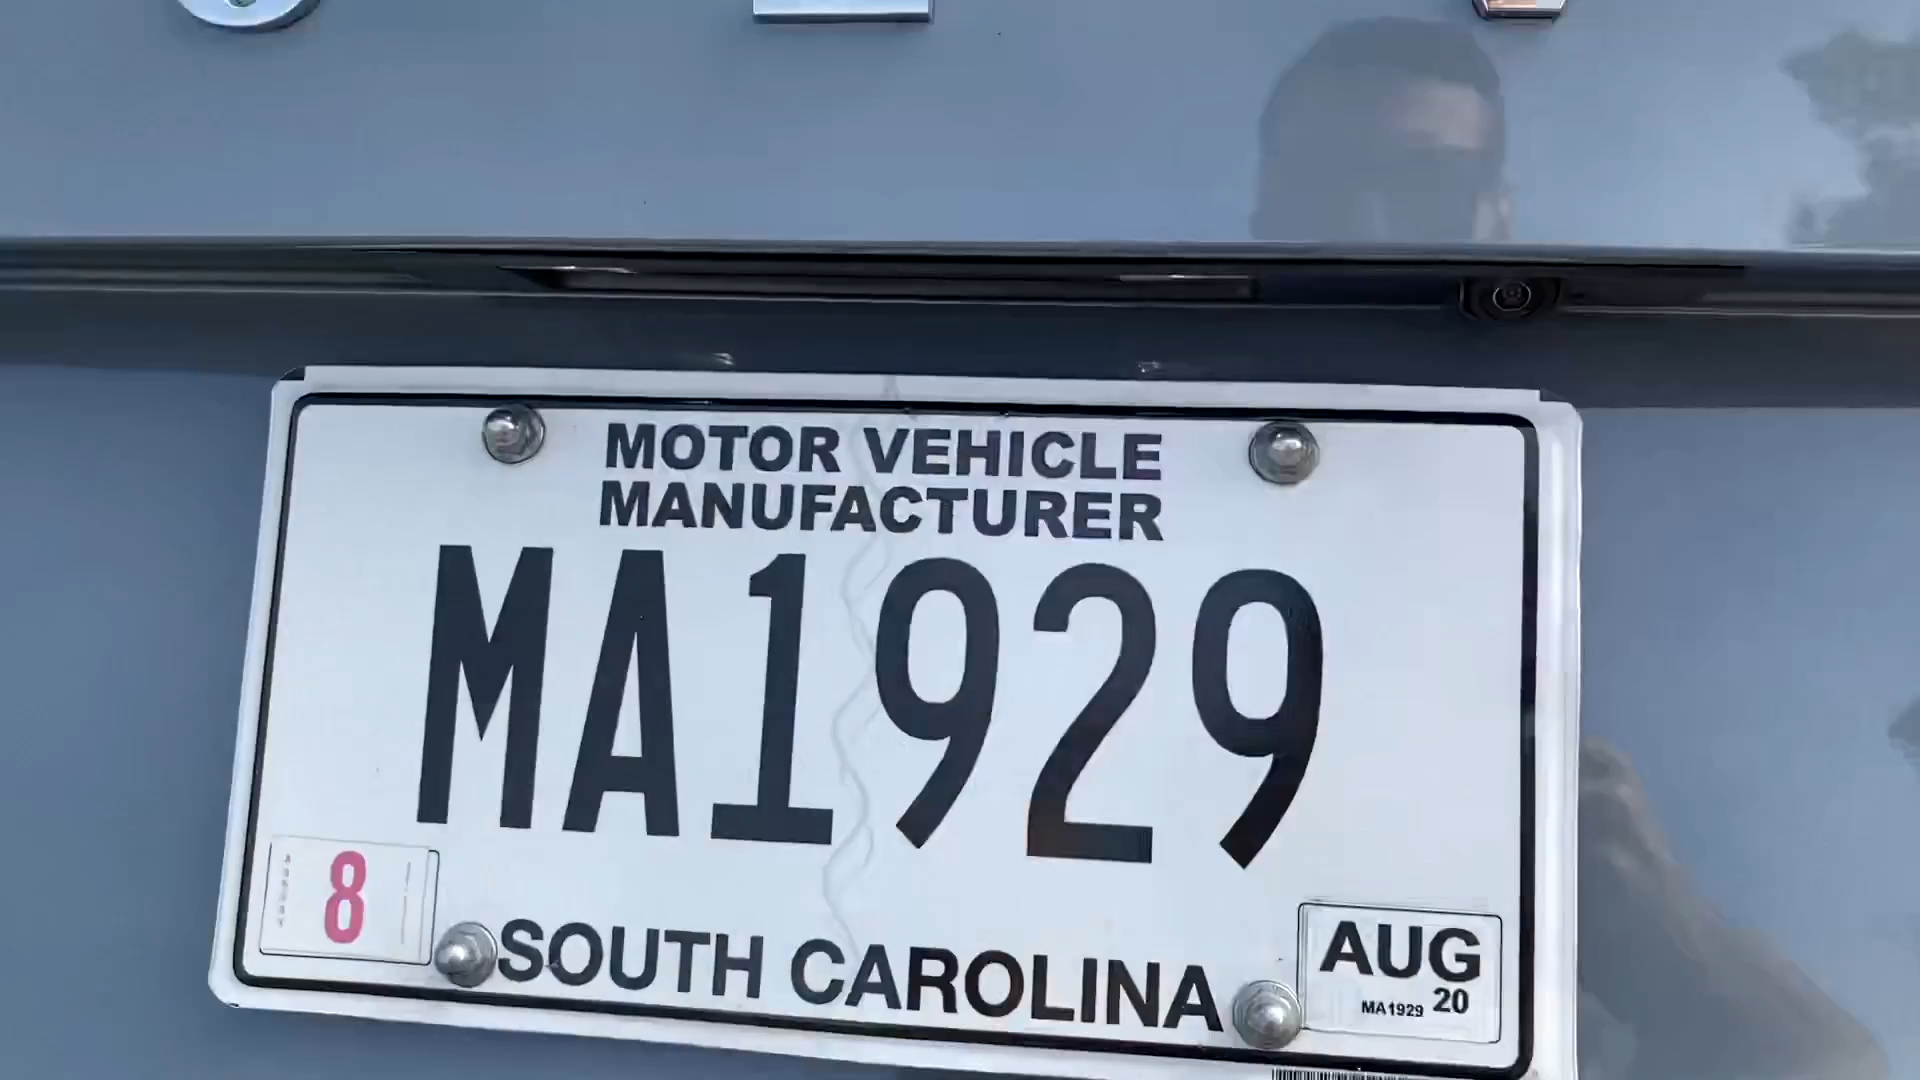 MOTOR VEHICLE
MANUFACTURER
MA1929
8
SOUTH CAROLINA
AUG
MA1929 20